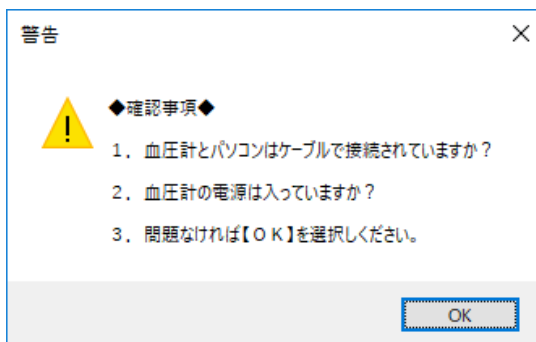 警告
◆確認事項◆
1．血圧計とパソコンはケーブルで接続されていますか？
2．血圧計の電源は入っていますか？
3．問題なければ【ＯＫ】を選択しください。
OK